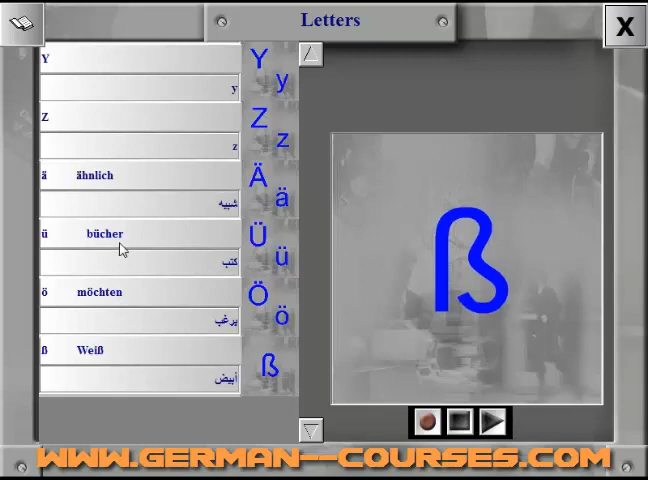 Letters
X
Y
y
Z
z
ä ähnlich
شبيه
ü bücher
كتب
ö möchten
يرغب
ß Weiß
أبيض
Y y
Z z
Ä ä
Ü ü
Ö ö
ß
ß
WWW.GERMAN--COURSES.COM